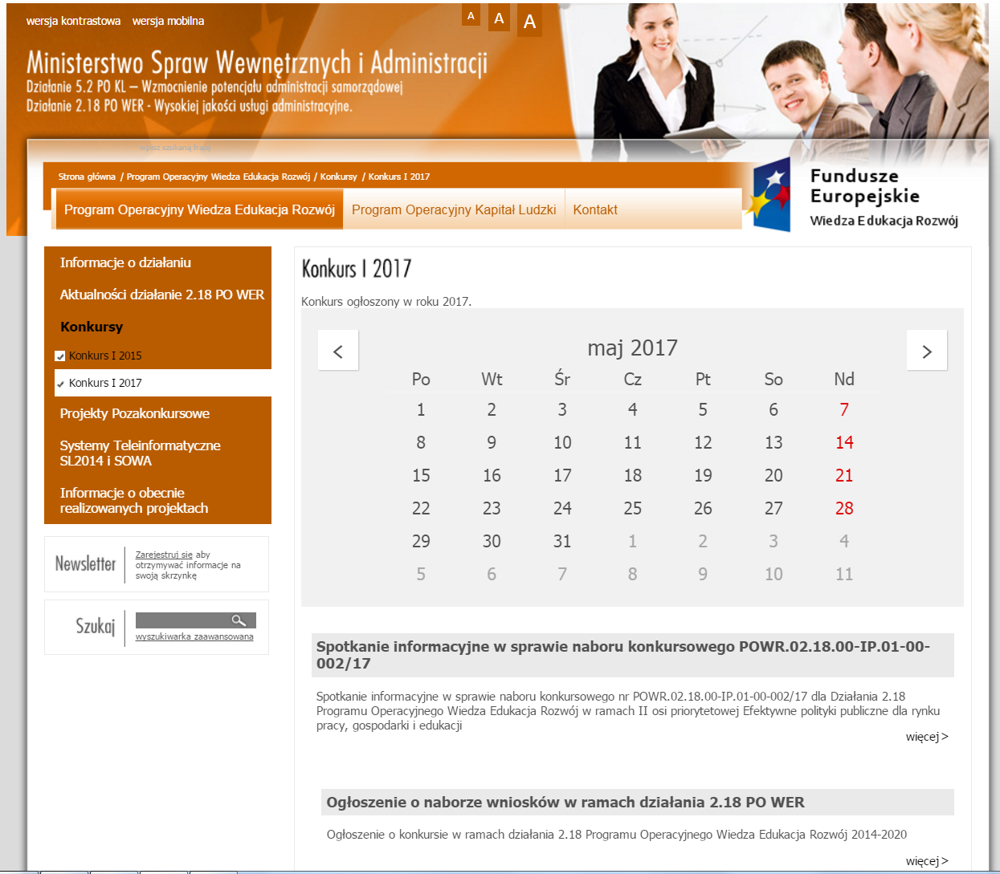 wersja kontrastowa wersja mobilna A A A
Ministerstwo Spraw Wewnętrznych i Administracji
Działanie 5.2 PO KL – Wzmocnienie potencjału administracji samorządowej
Działanie 2.18 PO WER - Wysokiej jakości usługi administracyjne.
wpisz szukaną frazę
Strona główna / Program Operacyjny Wiedza Edukacja Rozwój / Konkursy / Konkurs I 2017
Program Operacyjny Wiedza Edukacja Rozwój Program Operacyjny Kapitał Ludzki Kontakt
Fundusze
Europejskie
Wiedza Edukacja Rozwój
Informacje o działaniu
Aktualności działanie 2.18 PO WER
Konkursy
Konkurs I 2015
Konkurs I 2017
Projekty Pozakonkursowe
Systemy Teleinformatyczne
SL2014 i SOWA
Informacje o obecnie
realizowanych projektach
Newsletter
Zarejestruj się aby
otrzymywać informacje na
swoją skrzynkę
Szukaj
wyszukiwarka zaawansowana
Konkurs I 2017
Konkurs ogłoszony w roku 2017.
< maj 2017 >
Po Wt Śr Cz Pt So Nd
1 2 3 4 5 6 7
8 9 10 11 12 13 14
15 16 17 18 19 20 21
22 23 24 25 26 27 28
29 30 31 1 2 3 4
5 6 7 8 9 10 11
Spotkanie informacyjne w sprawie naboru konkursowego POWR.02.18.00-IP.01-00-
002/17
Spotkanie informacyjne w sprawie naboru konkursowego nr POWR.02.18.00-IP.01-00-002/17 dla Działania 2.18
Programu Operacyjnego Wiedza Edukacja Rozwój w ramach II osi priorytetowej Efektywne polityki publiczne dla rynku
pracy, gospodarki i edukacji
więcej >
Ogłoszenie o naborze wniosków w ramach działania 2.18 PO WER
Ogłoszenie o konkursie w ramach działania 2.18 Programu Operacyjnego Wiedza Edukacja Rozwój 2014-2020
więcej >